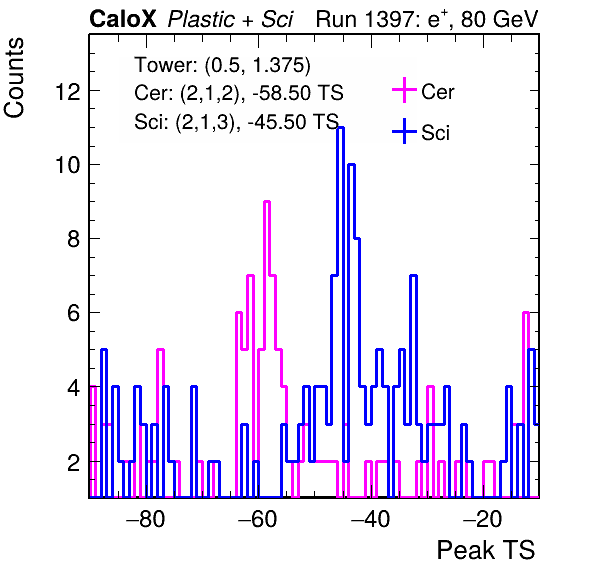 CaloX Plastic + Sci Run 1397: e⁺, 80 GeV
Counts
Tower: (0.5, 1.375)
Cer: (2,1,2), -58.50 TS
Sci: (2,1,3), -45.50 TS
Cer
Sci
12
10
8
6
4
2
−80 −60 −40 −20
Peak TS